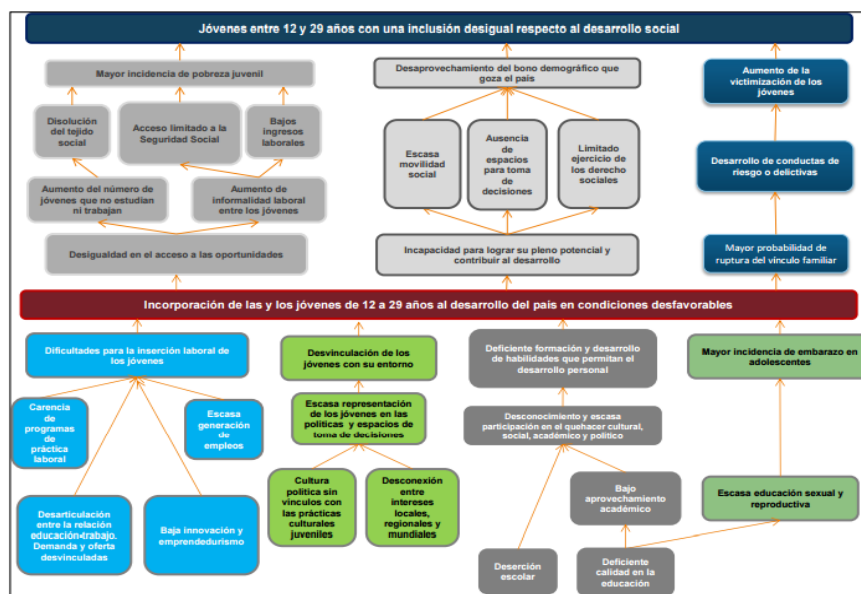 Jóvenes entre 12 y 29 años con una inclusión desigual respecto al desarrollo social
Mayor incidencia de pobreza juvenil
Desaprovechamiento del bono demográfico que
goza el país
Aumento de la
victimización de los
jóvenes
Disolución
del tejido
social
Acceso limitado a la
Seguridad Social
Bajos
ingresos
laborales
Escasa
movilidad
social
Ausencia
de
espacios
para toma
de
decisiones
Limitado
ejercicio de
los derecho
sociales
Desarrollo de conductas de
riesgo o delictivas
Aumento del número de
jóvenes que no estudian
ni trabajan
Aumento de
informalidad laboral
entre los jóvenes
Desigualdad en el acceso a las oportunidades
Incapacidad para lograr su pleno potencial y
contribuir al desarrollo
Mayor probabilidad de
ruptura del vínculo familiar
Incorporación de las y los jóvenes de 12 a 29 años al desarrollo del país en condiciones desfavorables
Dificultades para la inserción laboral de
los jóvenes
Desvinculación de los
jóvenes con su entorno
Deficiente formación y desarrollo
de habilidades que permitan el
desarrollo personal
Mayor incidencia de embarazo en
adolescentes
Carencia
de
programas
de
práctica
laboral
Escasa
generación
de
empleos
Escasa representación
de los jóvenes en las
políticas y espacios de
toma de decisiones
Desconocimiento y escasa
participación en el quehacer cultural,
social, académico y político
Desarticulación
entre la relación
educación-trabajo.
Demanda y oferta
desvinculadas
Baja innovación y
emprendedurismo
Cultura
política sin
vínculos con
las prácticas
culturales
juveniles
Desconexión
entre
intereses
locales,
regionales y
mundiales
Bajo
aprovechamiento
académico
Escasa educación sexual y
reproductiva
Deserción
escolar
Deficiente
calidad en la
educación